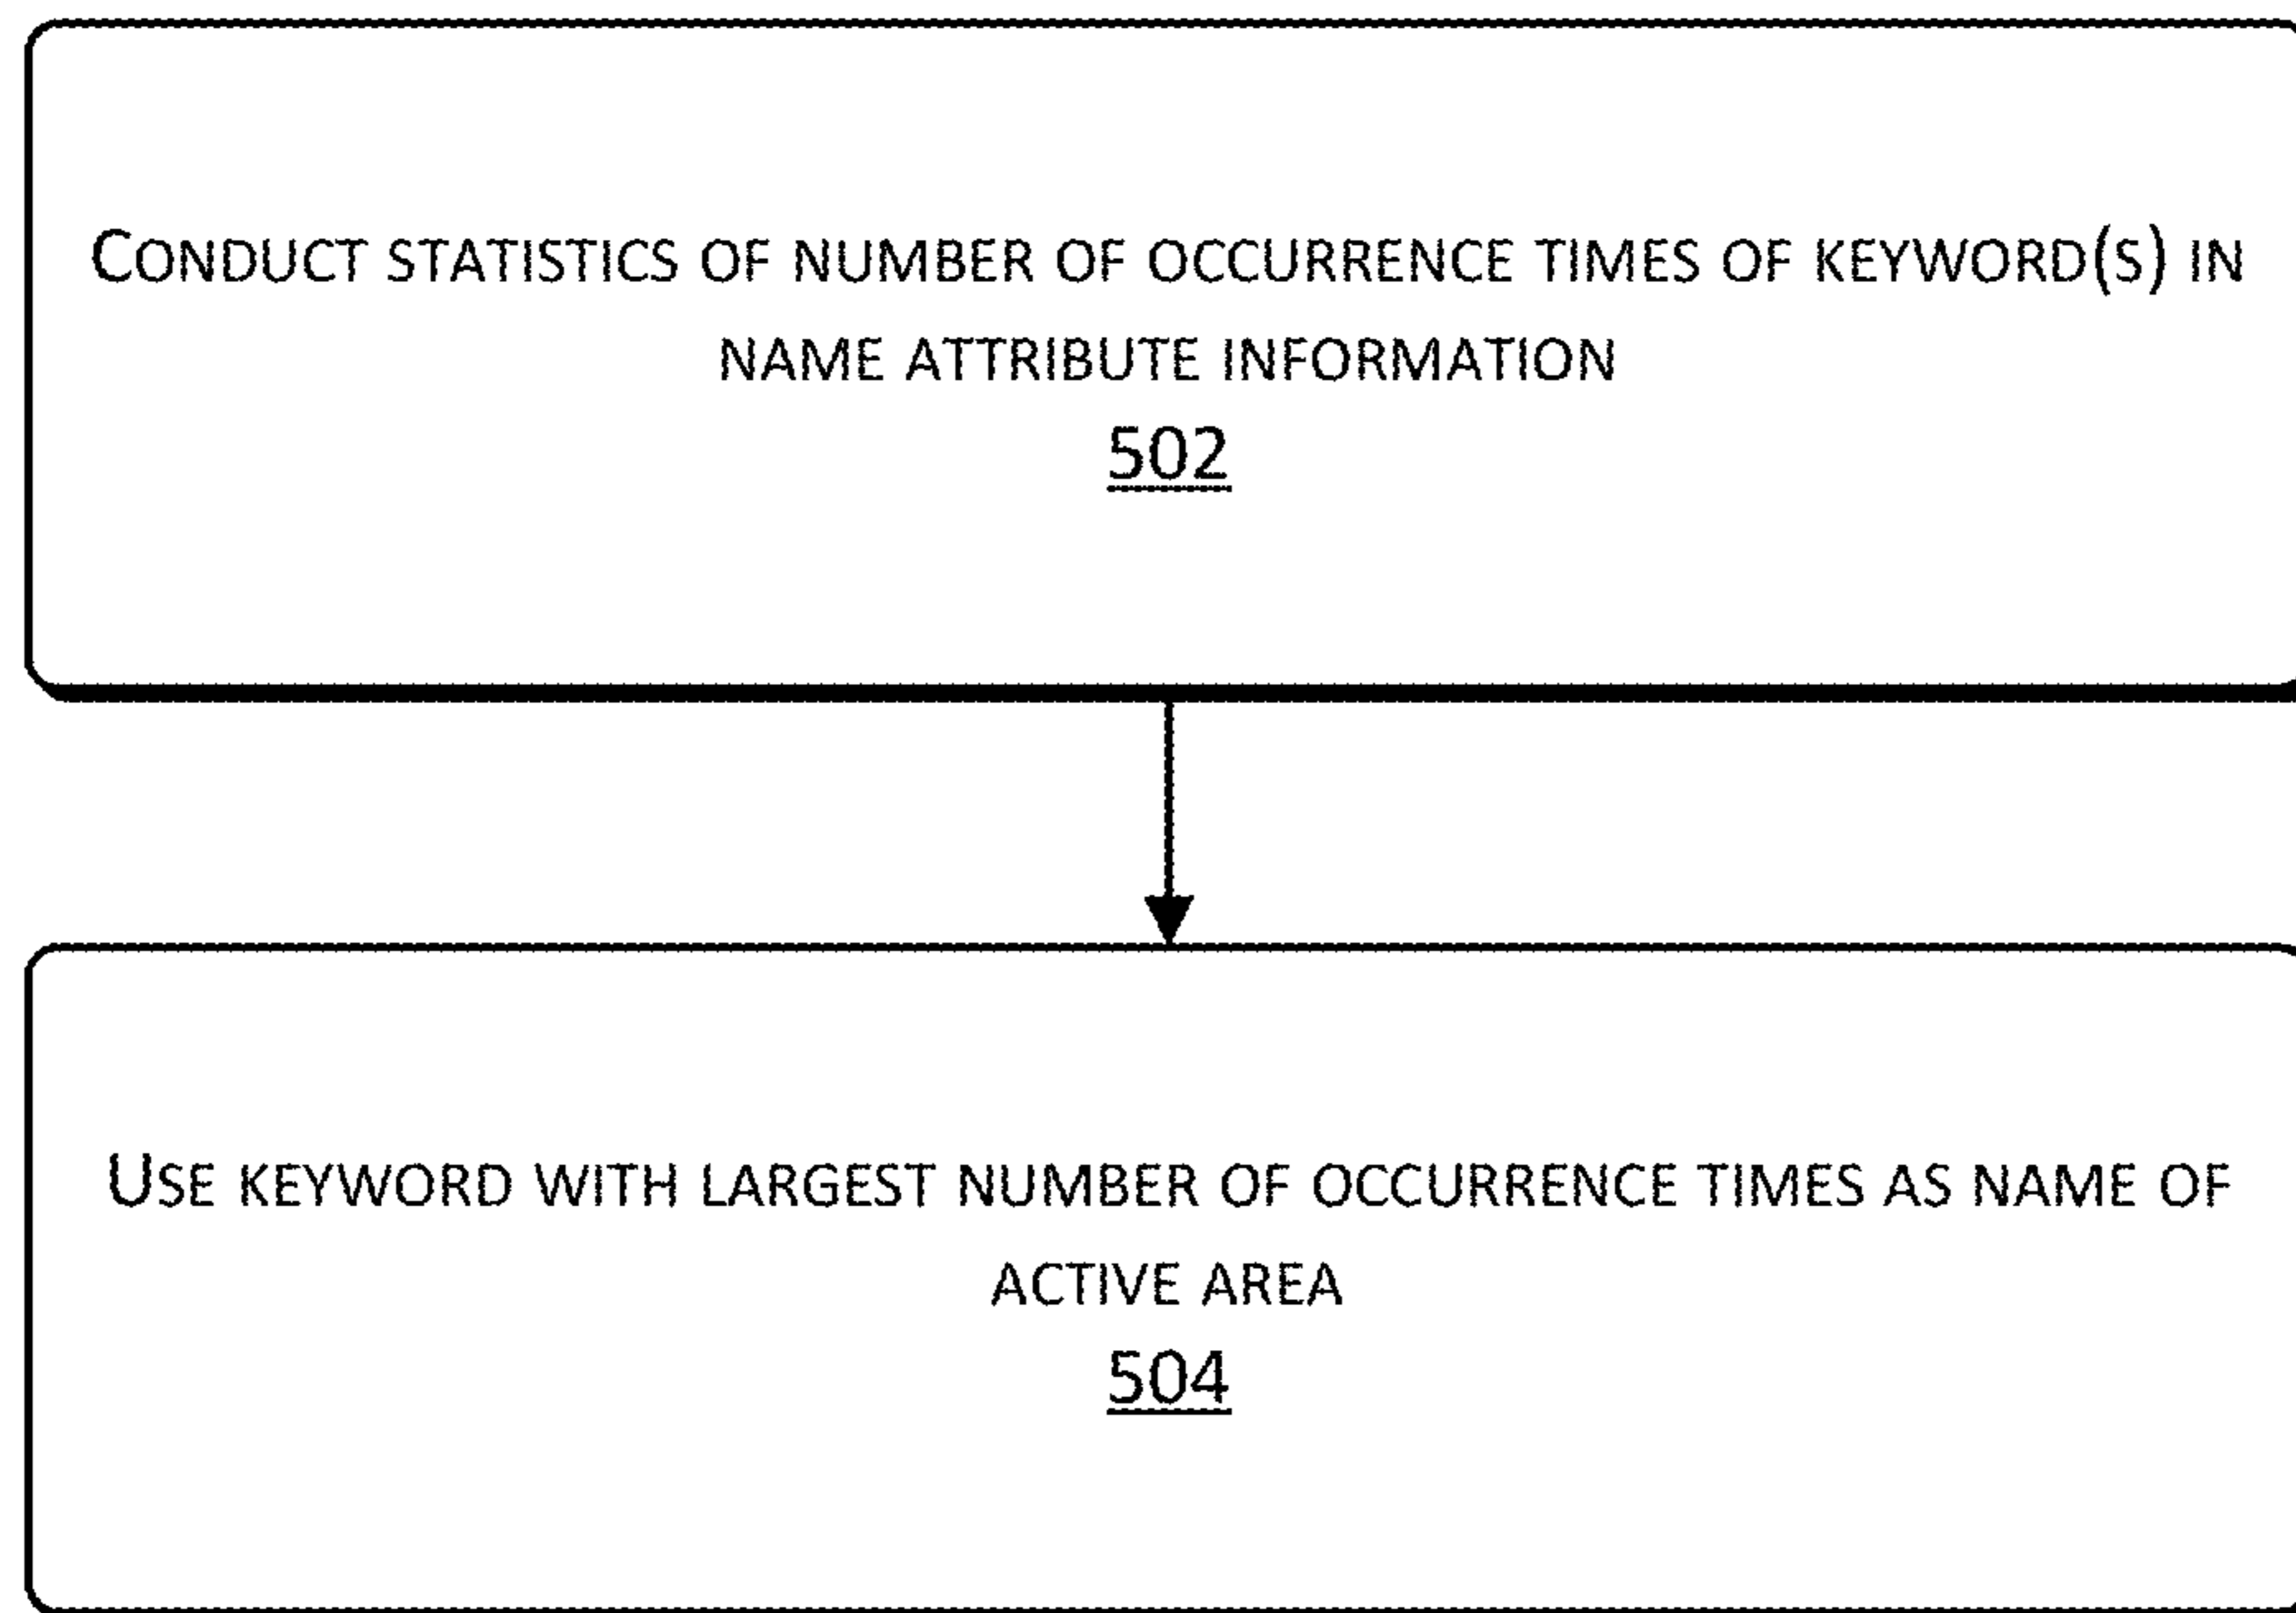 Conduct statistics of number of occurrence times of keyword(s) in
name attribute information
502
Use keyword with largest number of occurrence times as name of
active area
504